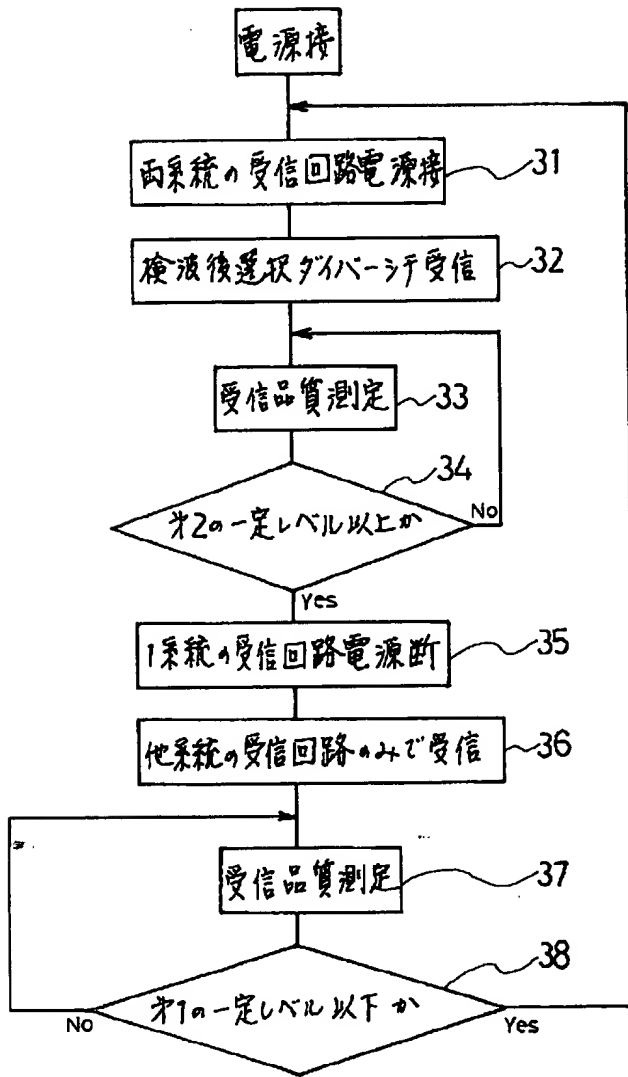 電源接
両系統の受信回路電源接
31
検波後選択ダイバーシテ受信
32
受信品質測定
33
34
才2の一定レベル以上か
No
Yes
1系統の受信回路電源断
35
他系統の受信回路のみで受信
36
受信品質測定
37
38
才1の一定レベル以下か
No
Yes